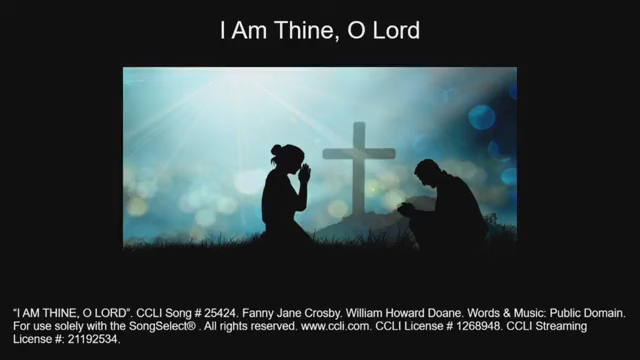 I Am Thine, O Lord
“I AM THINE, O LORD”. CCLI Song # 25424. Fanny Jane Crosby. William Howard Doane. Words & Music: Public Domain.
For use solely with the SongSelect® . All rights reserved. www.ccli.com. CCLI License # 1268948. CCLI Streaming
License #: 21192534.